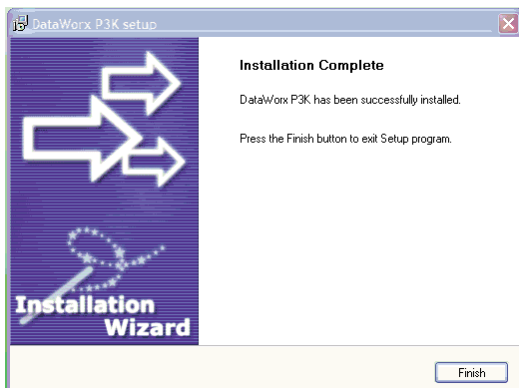 DataWorx P3K setup
Installation Complete
DataWorx P3K has been successfully installed.
Press the Finish button to exit Setup program.
Installation
Wizard
Finish